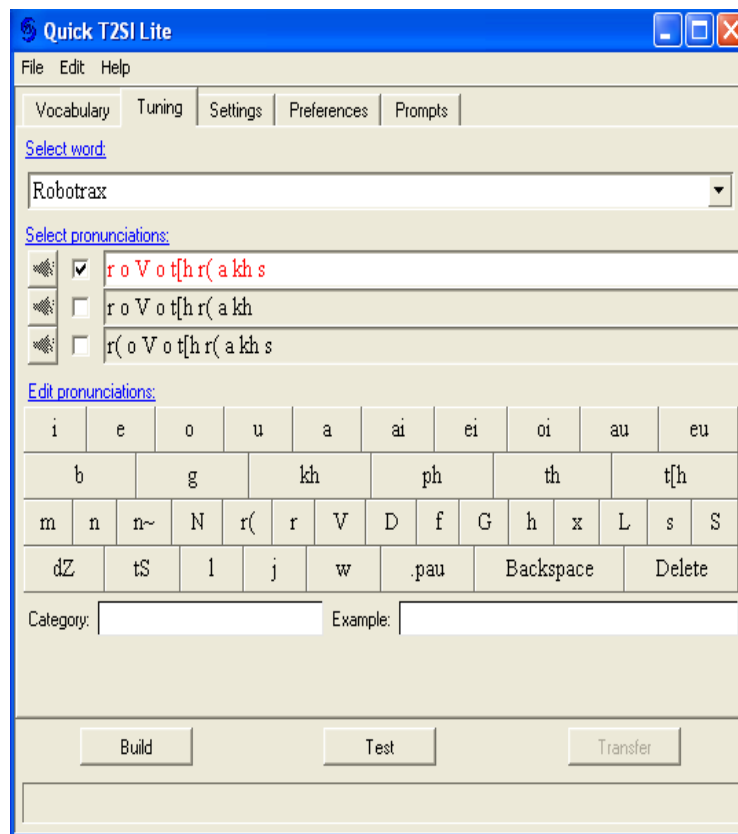 Quick T2SI Lite
File Edit Help
Vocabulary Tuning Settings Preferences Prompts
Select word:
Robotrax
Select pronunciations:
r o V o t[h r( a kh s
r o V o t[h r( a kh
r( o V o t[h r( a kh s
Edit pronunciations:
i e o u a ai ei oi au eu
b g kh ph th t[h
m n n~ N r( r V D f G h x L s S
dZ tS l j w .pau Backspace Delete
Category: Example:
Build Test Transfer